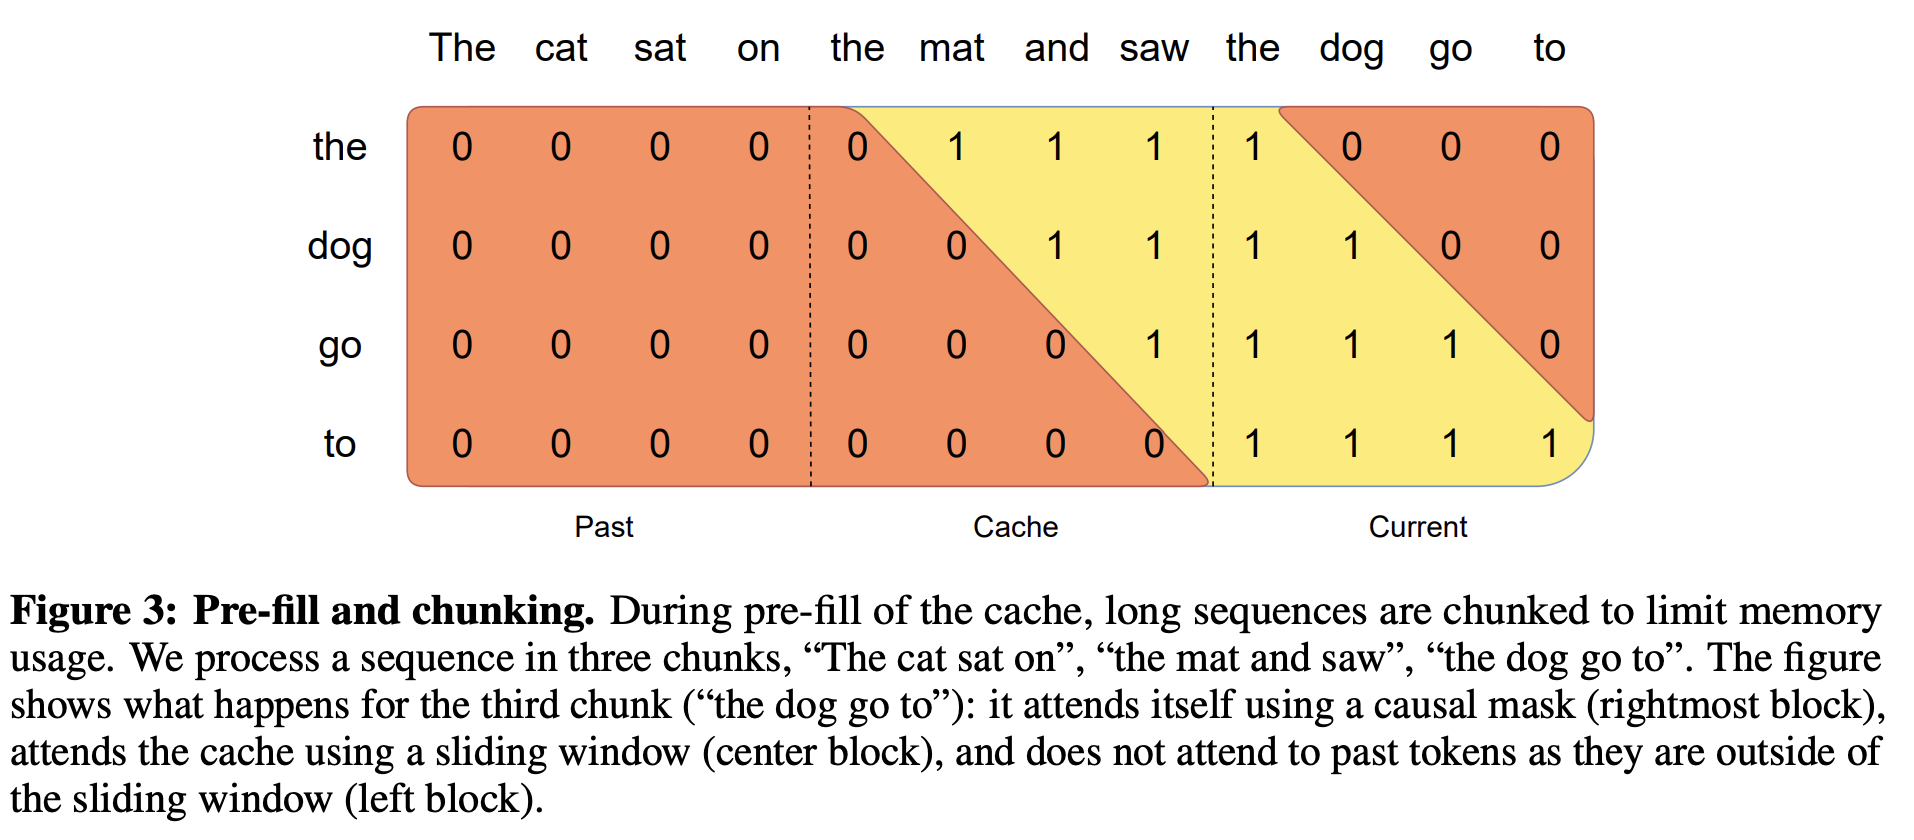 The cat sat on the mat and saw the dog go to
the 0 0 0 0 0 1 1 1 1 0 0 0
dog 0 0 0 0 0 0 1 1 1 1 0 0
go 0 0 0 0 0 0 0 1 1 1 1 0
to 0 0 0 0 0 0 0 0 1 1 1 1
Past Cache Current
Figure 3: Pre-fill and chunking. During pre-fill of the cache, long sequences are chunked to limit memory
usage. We process a sequence in three chunks, “The cat sat on”, “the mat and saw”, “the dog go to”. The figure
shows what happens for the third chunk (“the dog go to”): it attends itself using a causal mask (rightmost block),
attends the cache using a sliding window (center block), and does not attend to past tokens as they are outside of
the sliding window (left block).